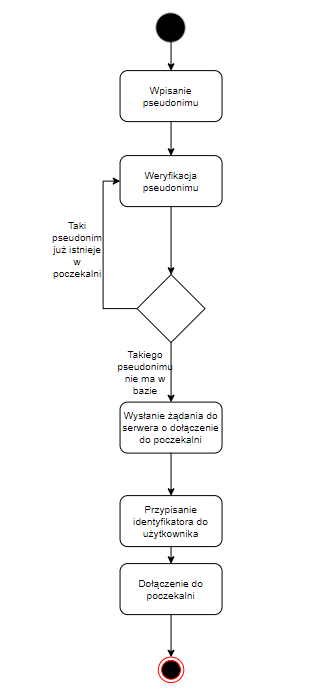 Wpisanie
pseudonimu
Weryfikacja
pseudonimu
Taki
pseudonim
już istnieje
w
poczekalni
Takiego
pseudonimu
nie ma w
bazie
Wysłanie żądania do
serwera o dołączenie
do poczekalni
Przypisanie
identyfikatora do
użytkownika
Dołączenie do
poczekalni